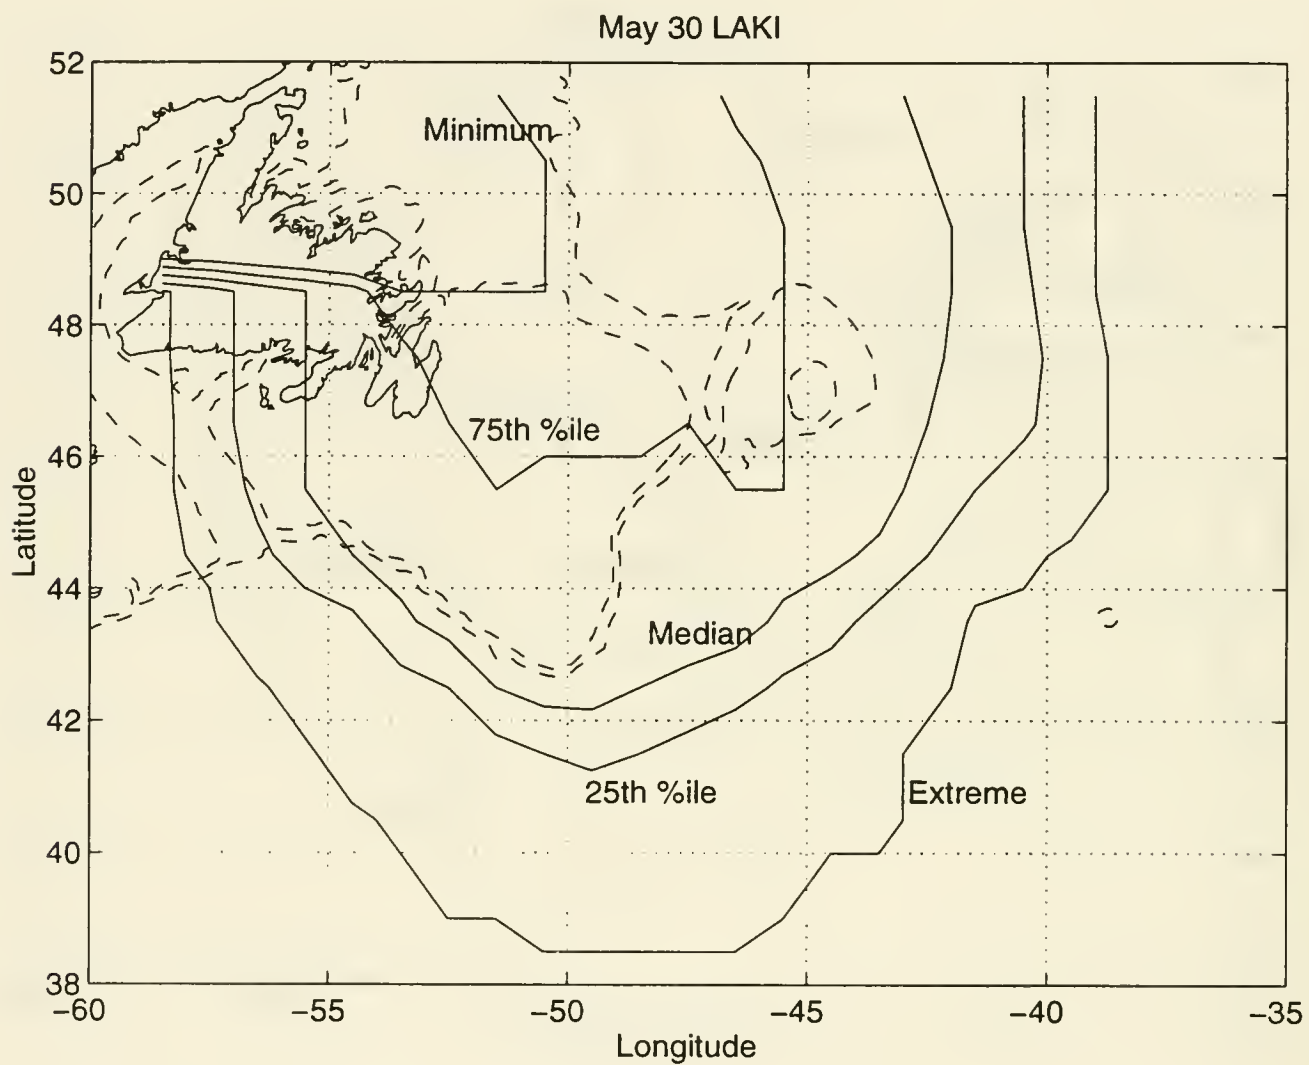 May 30 LAKI
52
Minimum
50
48
75th %ile
46
Latitude
44
Median
42
25th %ile
Extreme
40
38
−60
−55
−50
−45
−40
−35
Longitude